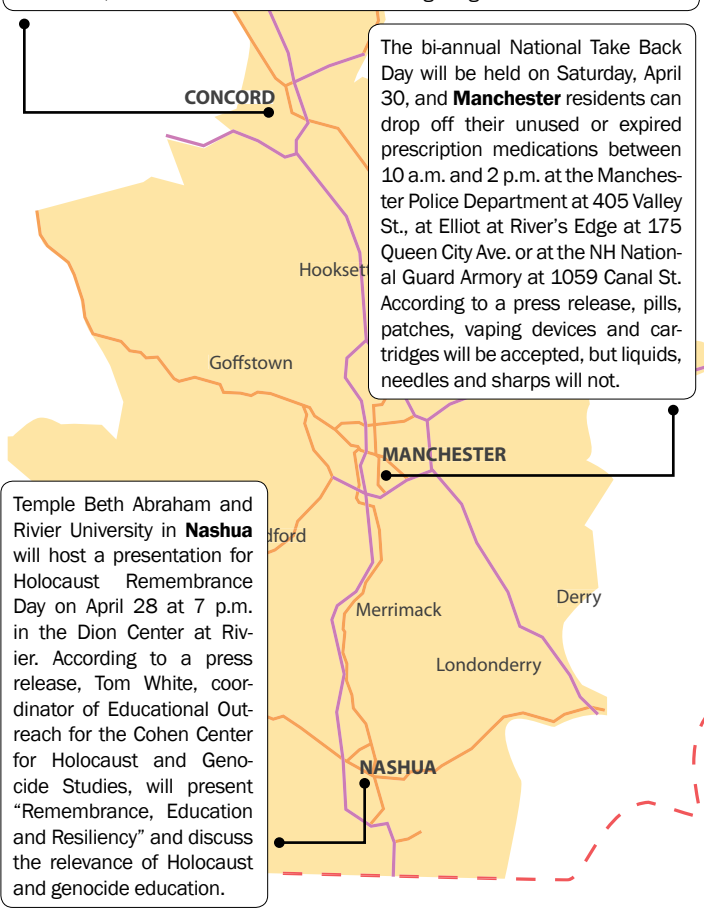 CONCORD
The bi-annual National Take Back
Day will be held on Saturday, April
30, and Manchester residents can
drop off their unused or expired
prescription medications between
10 a.m. and 2 p.m. at the Manches-
ter Police Department at 405 Valley
St., at Elliot at River's Edge at 175
Queen City Ave. or at the NH Nation-
al Guard Armory at 1059 Canal St.
According to a press release, pills,
patches, vaping devices and car-
tridges will be accepted, but liquids,
needles and sharps will not.
Hooksett
Goffstown
MANCHESTER
Temple Beth Abraham and
Rivier University in Nashua
will host a presentation for
Holocaust Remembrance
Day on April 28 at 7 p.m.
in the Dion Center at Riv-
ier. According to a press
release, Tom White, coor-
dinator of Educational Out-
reach for the Cohen Center
for Holocaust and Geno-
cide Studies, will present
“Remembrance, Education
and Resiliency” and discuss
the relevance of Holocaust
and genocide education.
dford
Merrimack
Derry
Londonderry
NASHUA